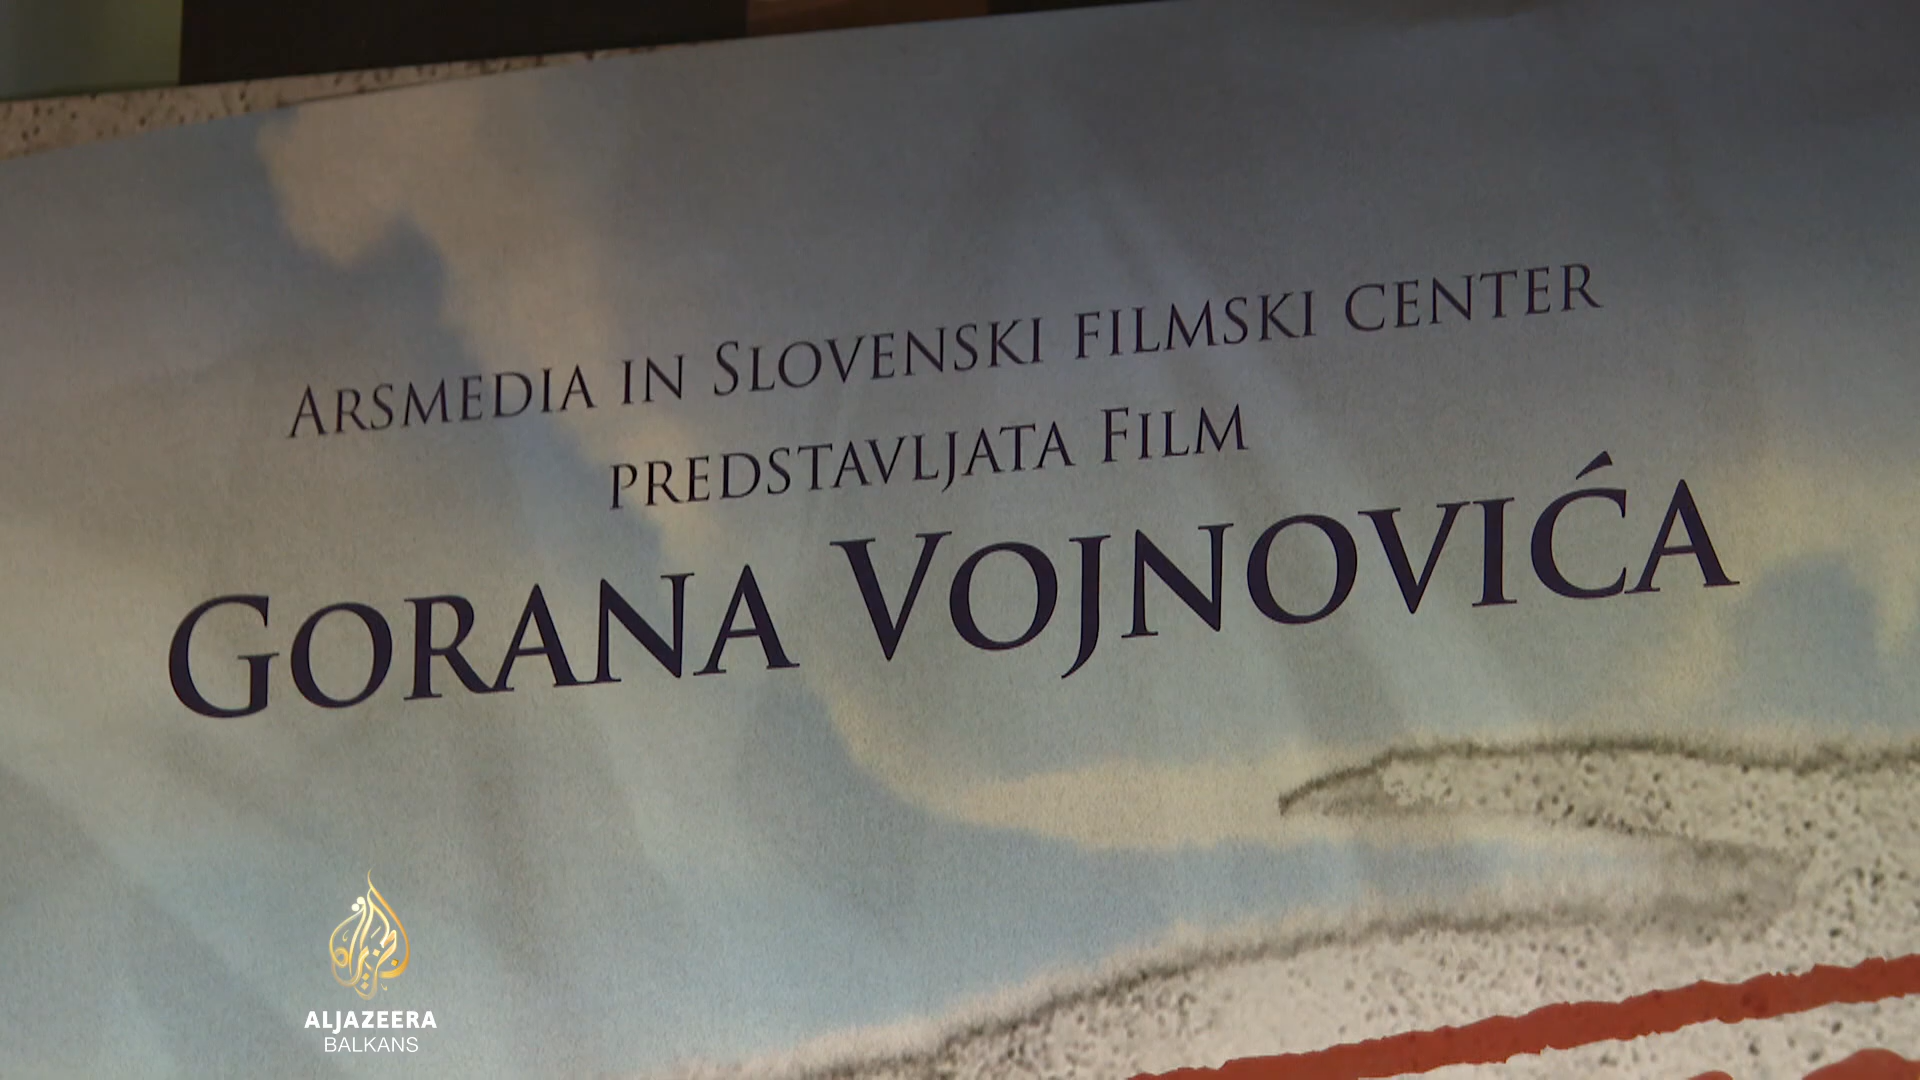 Arsmedia in Slovenski filmski center
predstavljata Film
Gorana Vojnovića
ALJAZEERA
BALKANS